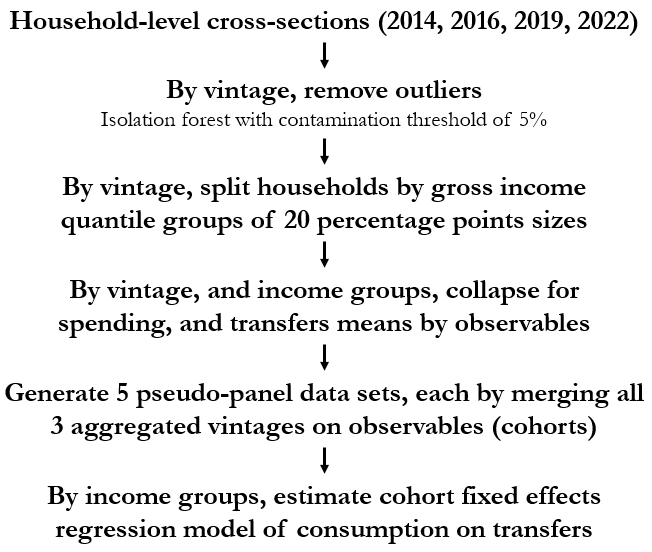 Household-level cross-sections (2014, 2016, 2019, 2022)
By vintage, remove outliers
Isolation forest with contamination threshold of 5%
By vintage, split households by gross income
quantile groups of 20 percentage points sizes
By vintage, and income groups, collapse for
spending, and transfers means by observables
Generate 5 pseudo-panel data sets, each by merging all
3 aggregated vintages on observables (cohorts)
By income groups, estimate cohort fixed effects
regression model of consumption on transfers